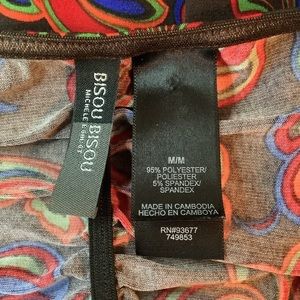 BISOU BISOU
MICHELE BOHBOT
M/M
95% POLYESTER/
POLIESTER
5% SPANDEX/
SPANDEX
MADE IN CAMBODIA
HECHO EN CAMBOYA
RN#93677
749853